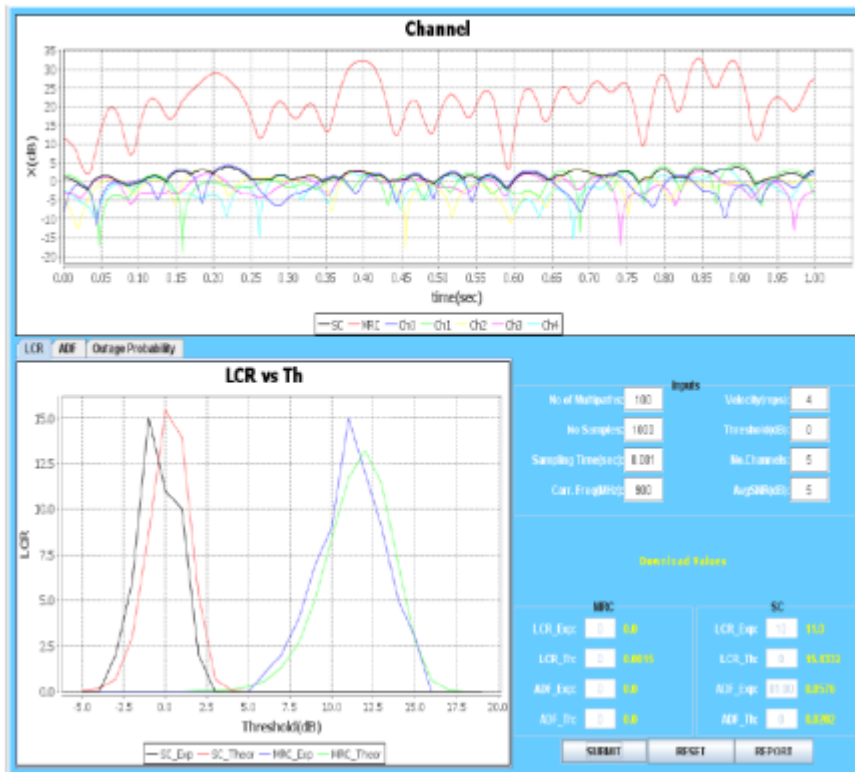 Channel
35
30
25
20
15
10
5
0
-5
-10
-15
-20
X(dB)
0.00 0.05 0.10 0.15 0.20 0.25 0.30 0.35 0.40 0.45 0.50 0.55 0.60 0.65 0.70 0.75 0.80 0.85 0.90 0.95 1.00
time(sec)
SC MRC Ch0 Ch1 Ch2 Ch3 Ch4
LCR ADF Outage Probability
LCR vs Th
15.0
12.5
10.0
7.5
5.0
2.5
0.0
LCR
-5.0 -2.5 0.0 2.5 5.0 7.5 10.0 12.5 15.0 17.5 20.0
Threshold(dB)
SC_Exp SC_Theor MRC_Exp MRC_Theor
Inputs
No of Multipaths: 100 Velocity(mps): 4
No Samples: Threshold(dB): 0
Sampling Time(sec): 0.001 No.Channels: 5
Carr. Freq(MHz): 900 AvgSNR(dB): 5
Download Values
MRC
LCR_Exp: 0 0.0
LCR_Th: 0 0.0015
ADF_Exp: 0 0.0
ADF_Th: 0 0.0
SC
LCR_Exp: 11.0
LCR_Th: 0
ADF_Exp:
ADF_Th: 0
SUBMIT RESET REPORT